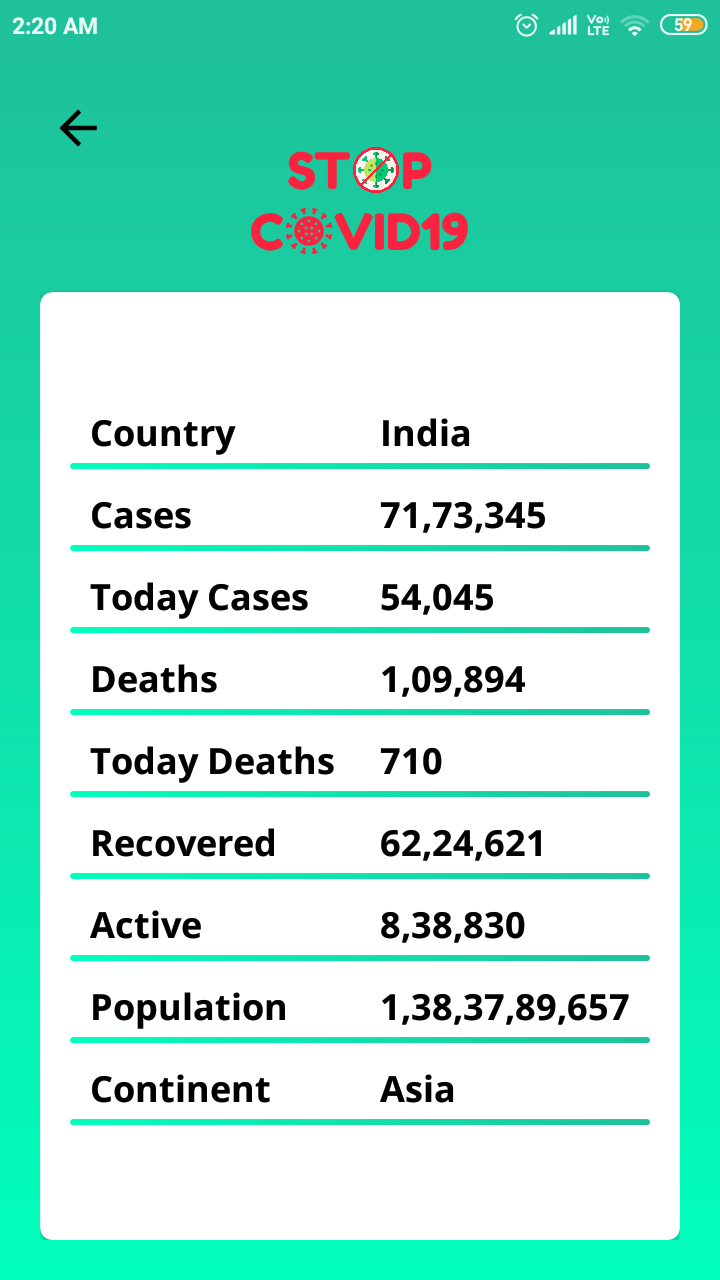 2:20 AM Vo) LTE 59
STOP
COVID19
Country India
Cases 71,73,345
Today Cases 54,045
Deaths 1,09,894
Today Deaths 710
Recovered 62,24,621
Active 8,38,830
Population 1,38,37,89,657
Continent Asia